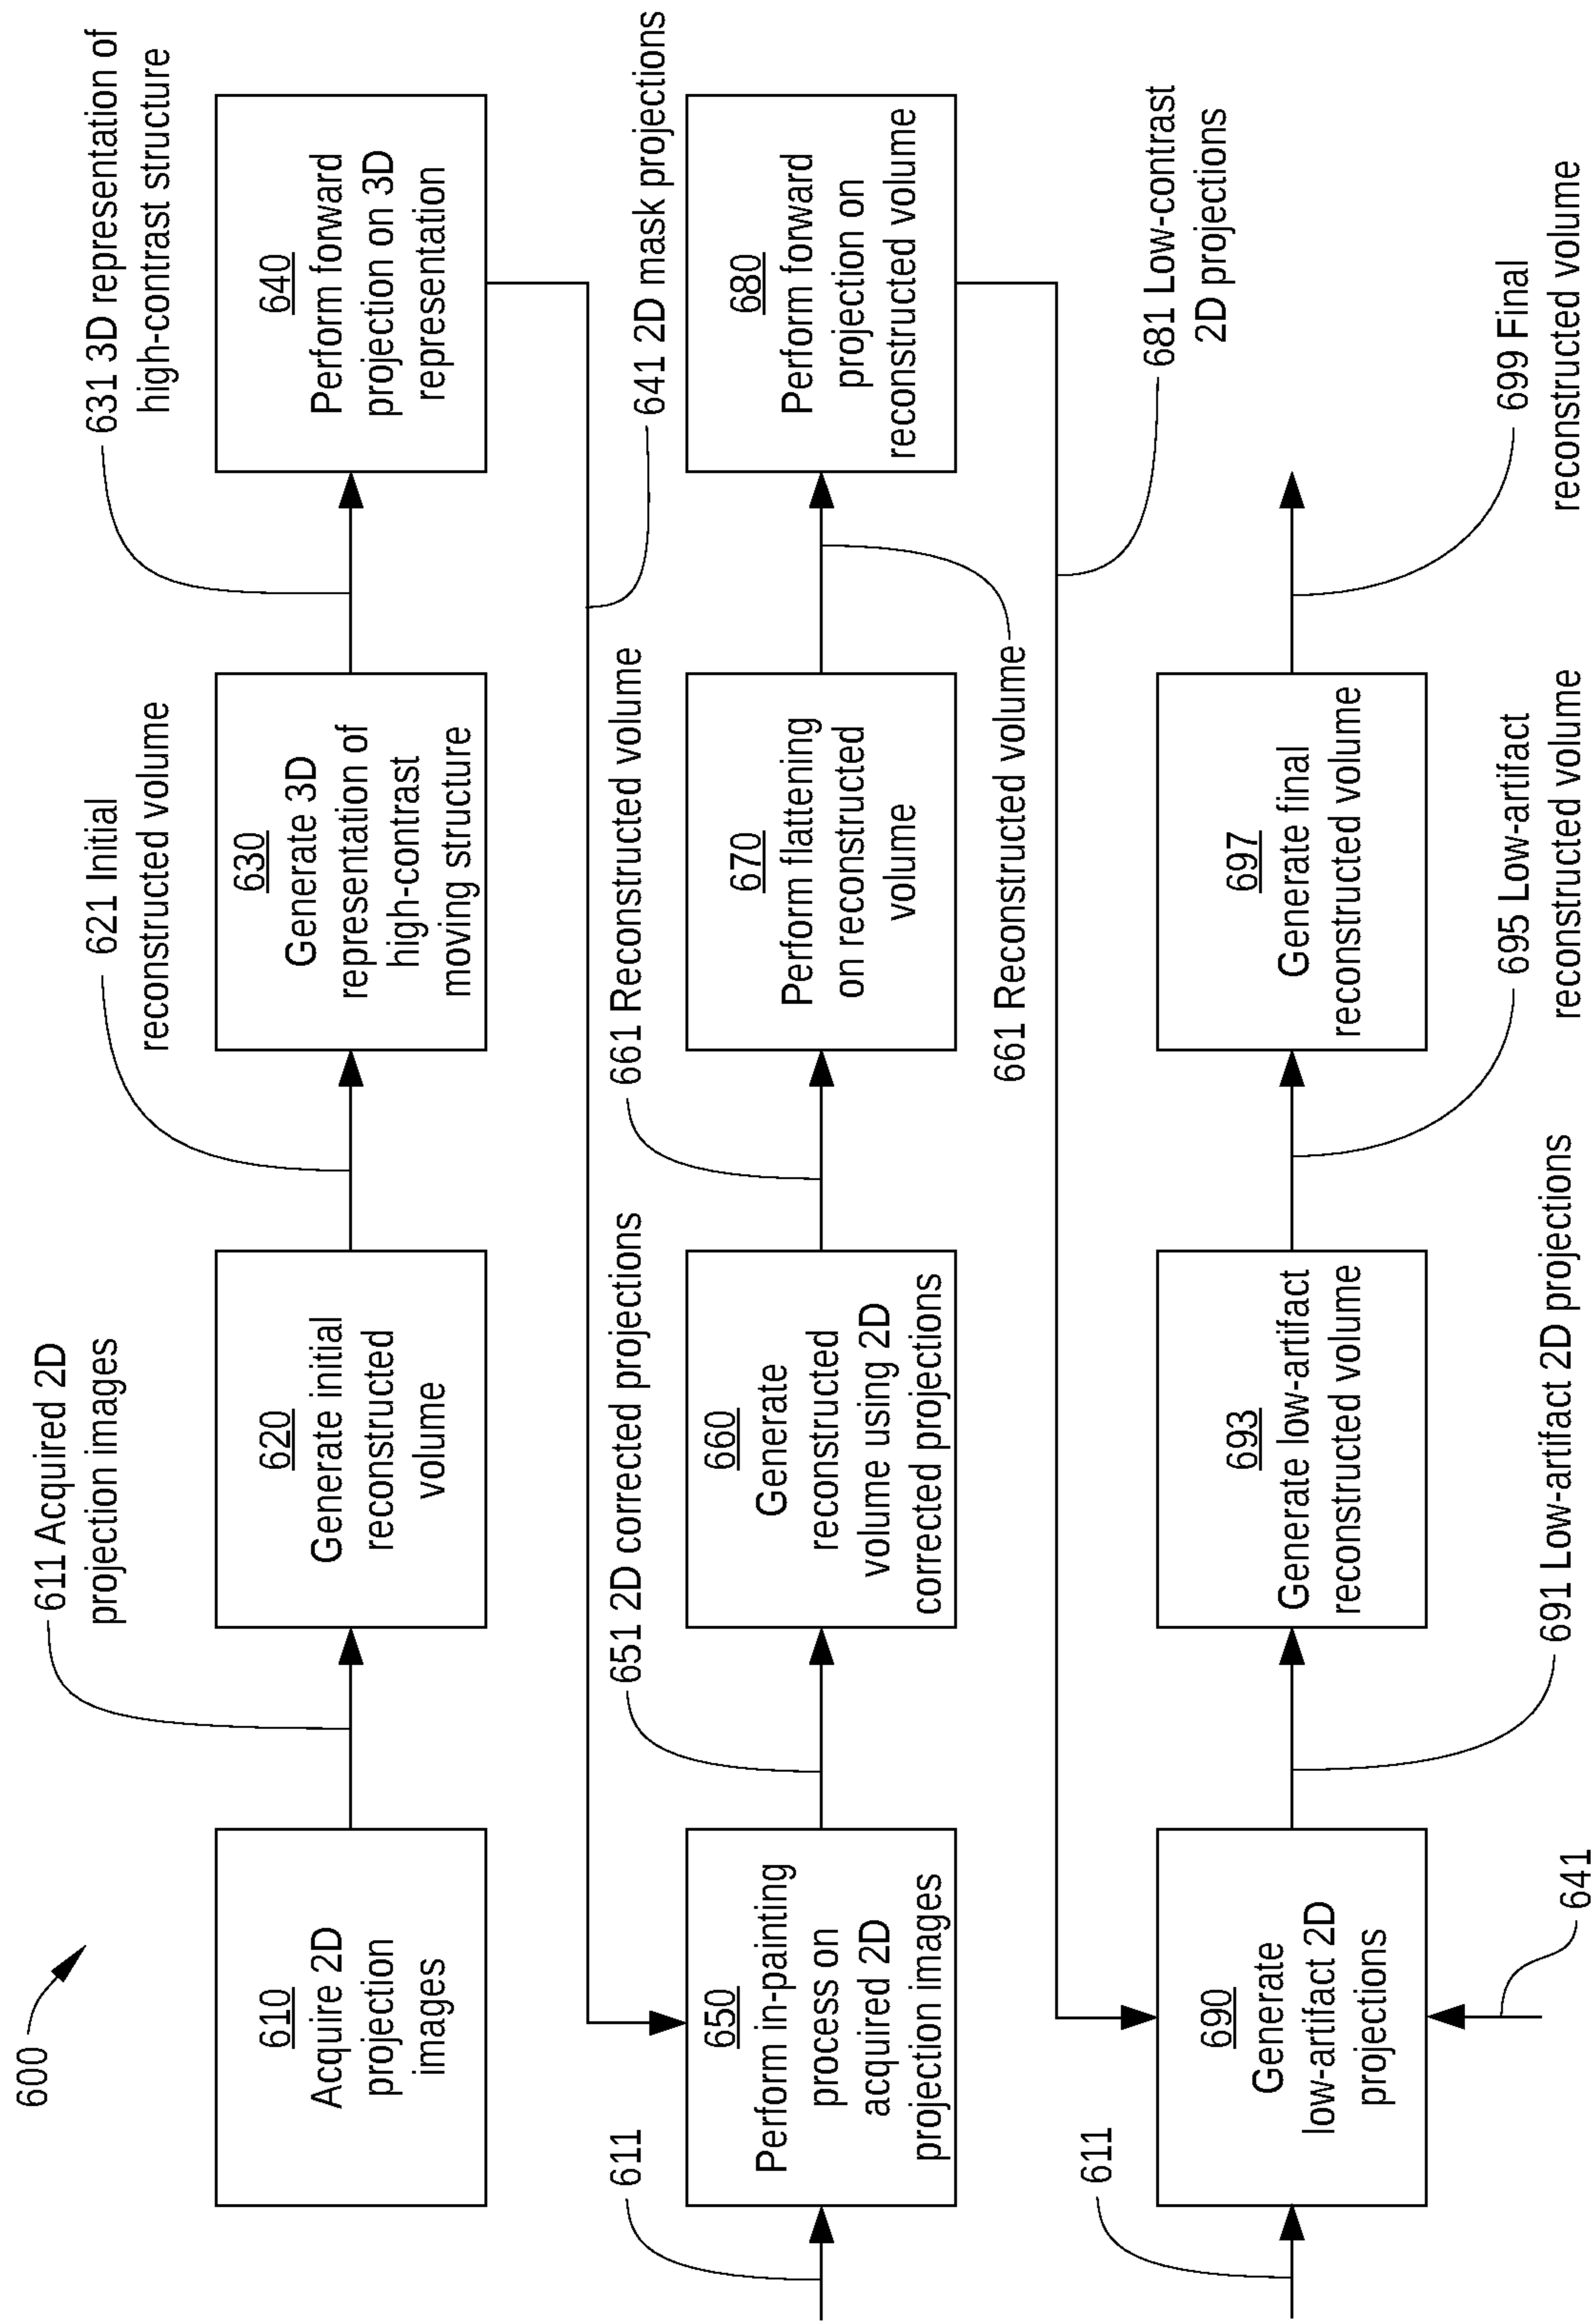 600
611 Acquired 2D
projection images
621 Initial
reconstructed volume
631 3D representation of
high-contrast structure
610
Acquire 2D
projection
images
620
Generate initial
reconstructed
volume
630
Generate 3D
representation of
high-contrast
moving structure
640
Perform forward
projection on 3D
representation
641 2D mask projections
611
651 2D corrected projections
661 Reconstructed volume
650
Perform in-painting
process on
acquired 2D
projection images
660
Generate
reconstructed
volume using 2D
corrected projections
670
Perform flattening
on reconstructed
volume
680
Perform forward
projection on
reconstructed volume
661 Reconstructed volume
681 Low-contrast
2D projections
611
690
Generate
low-artifact 2D
projections
693
Generate low-artifact
reconstructed volume
697
Generate final
reconstructed volume
641
691 Low-artifact 2D projections
695 Low-artifact
reconstructed volume
699 Final
reconstructed volume